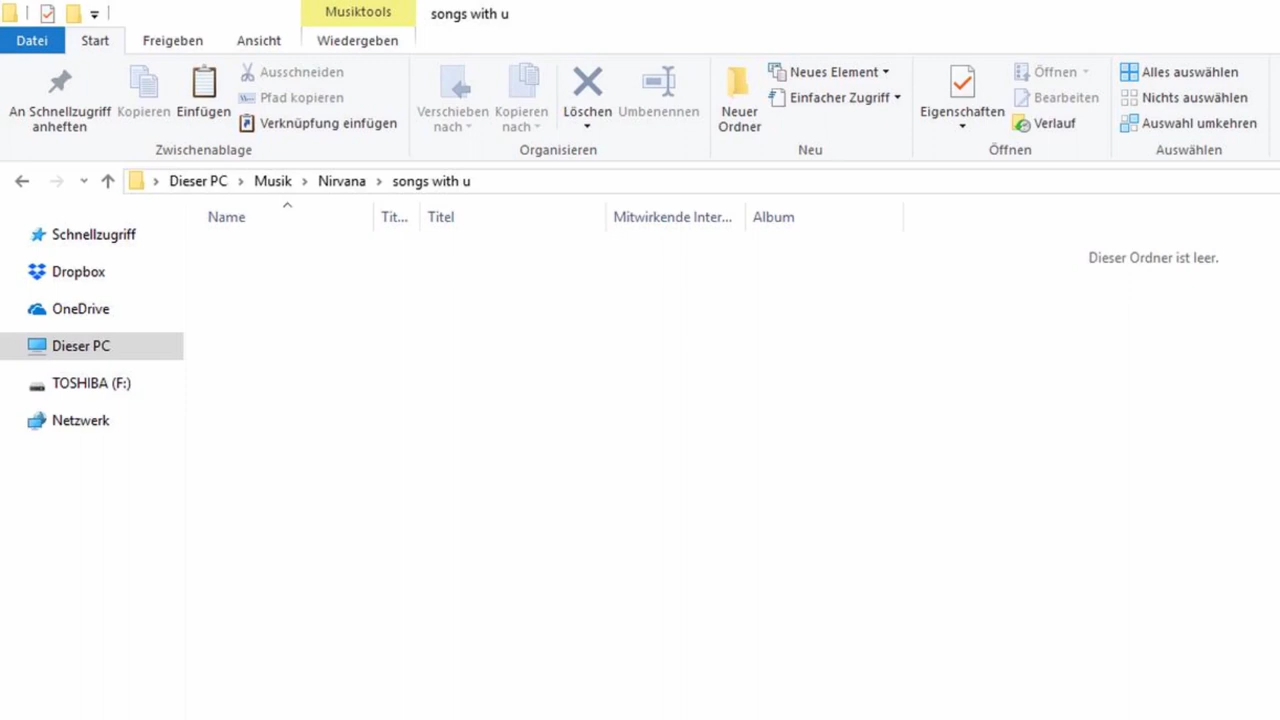 Musiktools songs with u
Datei Start Freigeben Ansicht Wiedergeben
An Schnellzugriff anheften
Kopieren
Einfügen
Ausschneiden
Pfad kopieren
Verknüpfung einfügen
Zwischenablage
Verschieben nach
Kopieren nach
Löschen
Umbenennen
Organisieren
Neuer Ordner
Neues Element
Einfacher Zugriff
Neu
Eigenschaften
Öffnen
Bearbeiten
Verlauf
Öffnen
Alles auswählen
Nichts auswählen
Auswahl umkehren
Auswählen
Dieser PC > Musik > Nirvana > songs with u
Name Tit... Titel Mitwirkende Inter... Album
Dieser Ordner ist leer.
Schnellzugriff
Dropbox
OneDrive
Dieser PC
TOSHIBA (F:)
Netzwerk